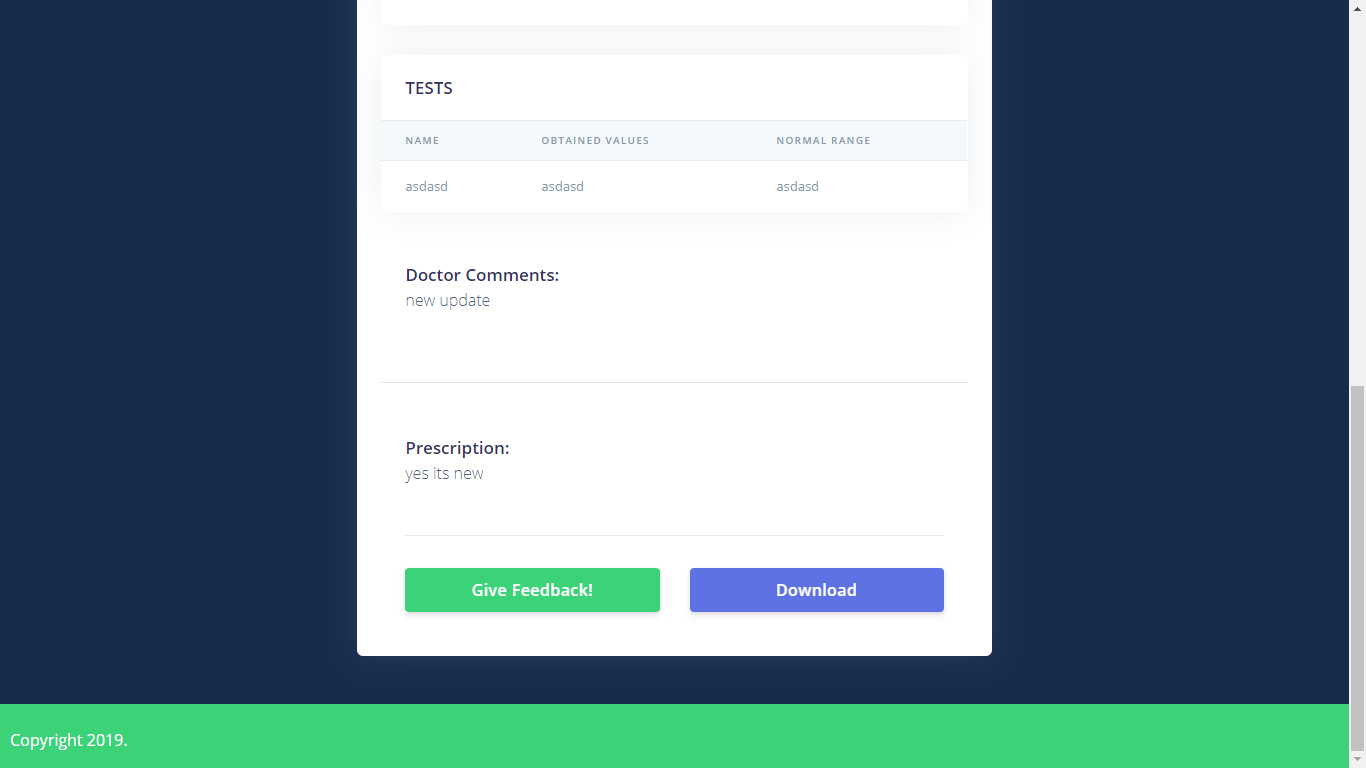 TESTS
NAME OBTAINED VALUES NORMAL RANGE
asdasd asdasd asdasd
Doctor Comments:
new update
Prescription:
yes its new
Give Feedback! Download
Copyright 2019.